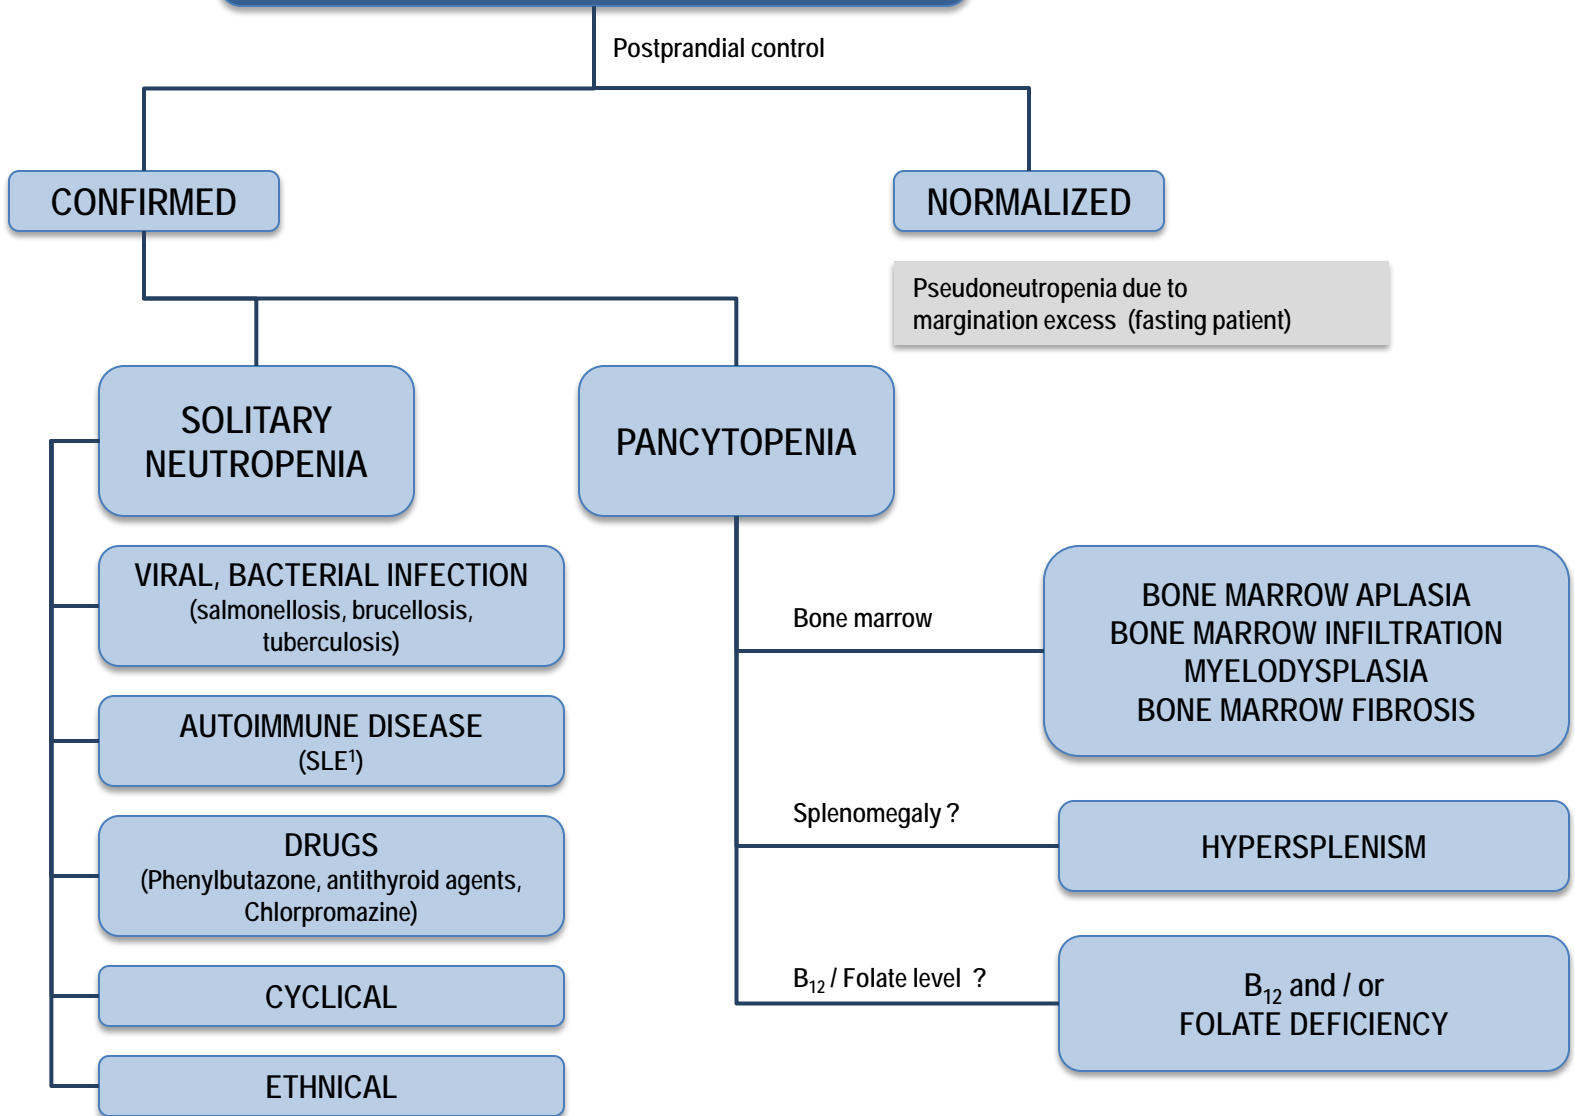 Postprandial control
CONFIRMED
NORMALIZED
Pseudoneutropenia due to
margination excess (fasting patient)
SOLITARY
NEUTROPENIA
PANCYTOPENIA
VIRAL, BACTERIAL INFECTION
(salmonellosis, brucellosis,
tuberculosis)
AUTOIMMUNE DISEASE
(SLE¹)
DRUGS
(Phenylbutazone, antithyroid agents,
Chlorpromazine)
CYCLICAL
ETHNICAL
Bone marrow
BONE MARROW APLASIA
BONE MARROW INFILTRATION
MYELODYSPLASIA
BONE MARROW FIBROSIS
Splenomegaly ?
HYPERSPLENISM
B₁₂ / Folate level ?
B₁₂ and / or
FOLATE DEFICIENCY